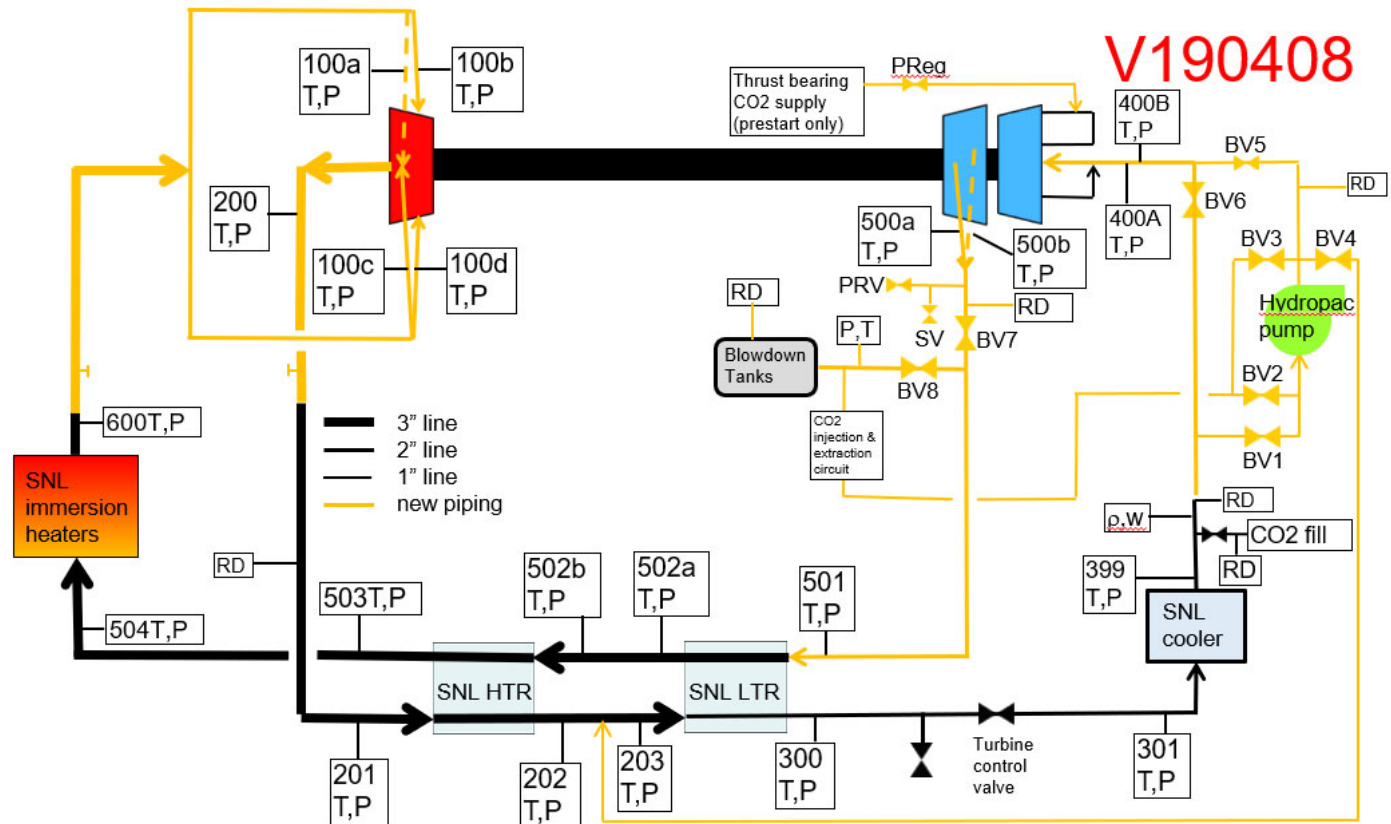 V190408
100a
T,P
100b
T,P
Thrust bearing
CO2 supply
(prestart only)
PReg
400B
T,P
BV5
RD
200
T,P
BV6
400A
T,P
500a
T,P
500b
T,P
BV3
BV4
100c
T,P
100d
T,P
PRV
RD
RD
SV
BV7
Hydropac
pump
P,T
Blowdown
Tanks
BV8
BV2
CO2
injection &
extraction
circuit
BV1
600T,P
3" line
2" line
1" line
new piping
SNL
immersion
heaters
RD
ρ,W
CO2 fill
RD
RD
399
T,P
502b
T,P
502a
T,P
501
T,P
503T,P
504T,P
SNL
cooler
SNL HTR
SNL LTR
201
T,P
202
T,P
203
T,P
300
T,P
Turbine
control
valve
301
T,P